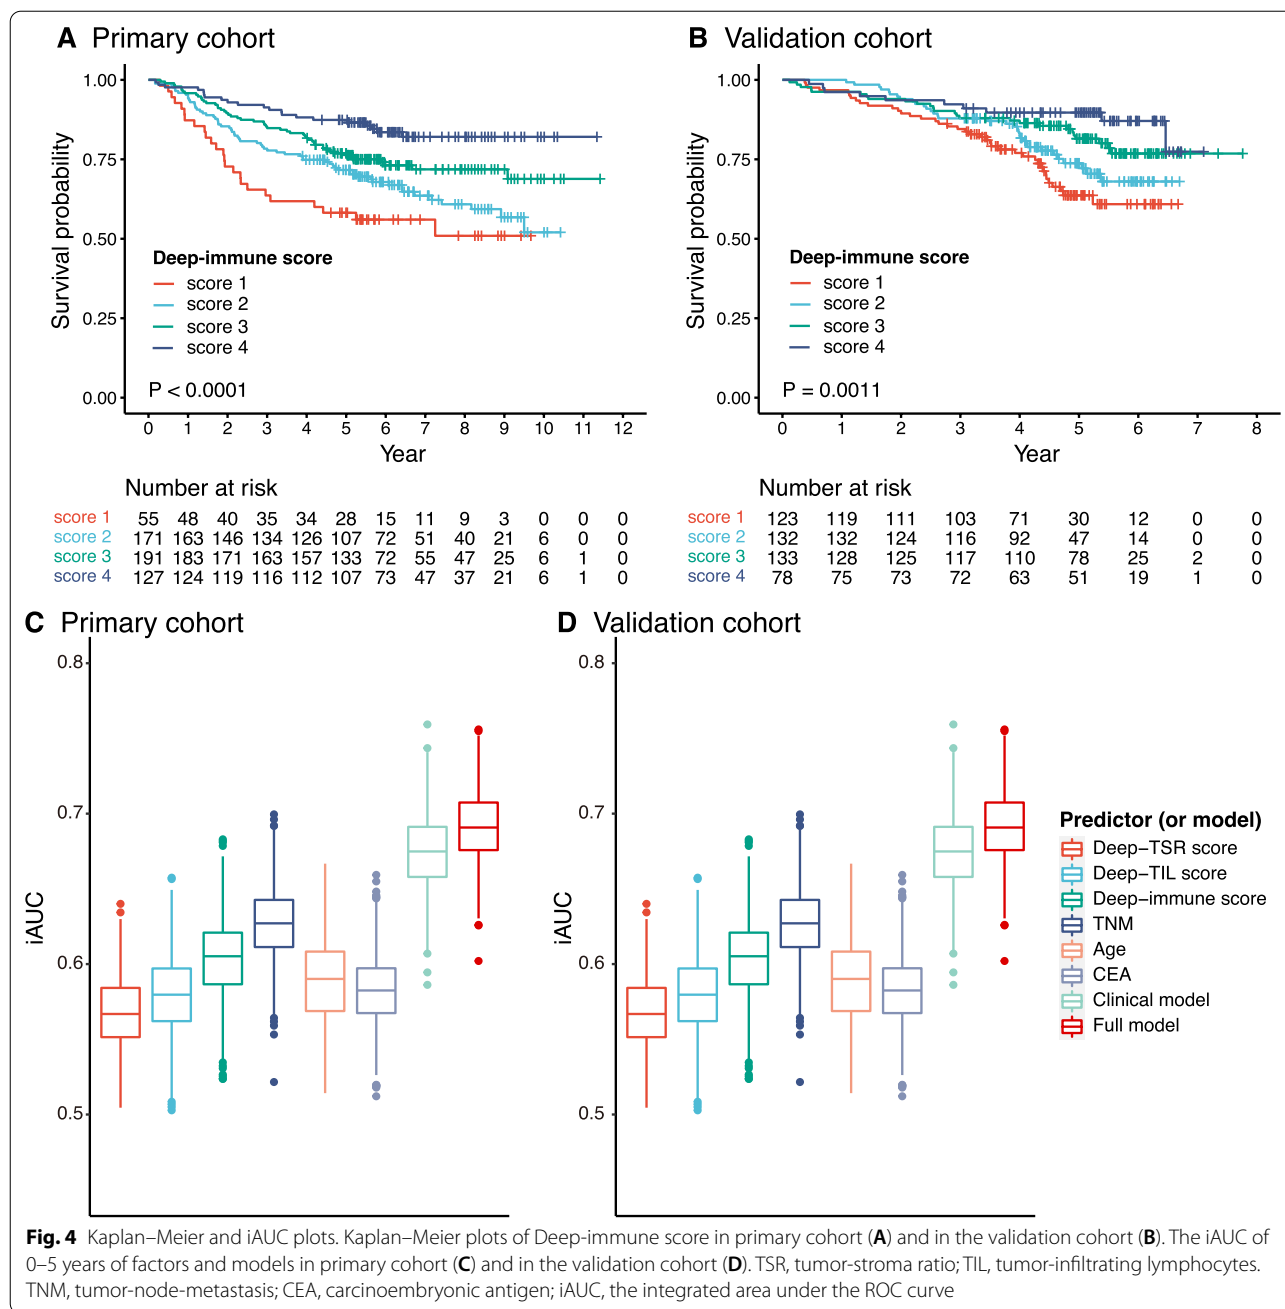 A Primary cohort
1.00
0.75
0.50
0.25
0.00
Survival probability
Deep-immune score
score 1
score 2
score 3
score 4
P < 0.0001
0 1 2 3 4 5 6 7 8 9 10 11 12
Year
Number at risk
score 1 55 48 40 35 34 28 15 11 9 3 0 0 0
score 2 171 163 146 134 126 107 72 51 40 21 6 0 0
score 3 191 183 171 163 157 133 72 55 47 25 6 1 0
score 4 127 124 119 116 112 107 73 47 37 21 6 1 0
B Validation cohort
1.00
0.75
0.50
0.25
0.00
Survival probability
Deep-immune score
score 1
score 2
score 3
score 4
P = 0.0011
0 1 2 3 4 5 6 7 8
Year
Number at risk
score 1 123 119 111 103 71 30 12 0 0
score 2 132 132 124 116 92 47 14 0 0
score 3 133 128 125 117 110 78 25 2 0
score 4 78 75 73 72 63 51 19 1 0
C Primary cohort
0.8
0.7
0.6
0.5
iAUC
D Validation cohort
0.8
0.7
0.6
0.5
iAUC
Predictor (or model)
Deep−TSR score
Deep−TIL score
Deep−immune score
TNM
Age
CEA
Clinical model
Full model
Fig. 4 Kaplan–Meier and iAUC plots. Kaplan–Meier plots of Deep-immune score in primary cohort (A) and in the validation cohort (B). The iAUC of
0–5 years of factors and models in primary cohort (C) and in the validation cohort (D). TSR, tumor-stroma ratio; TIL, tumor-infiltrating lymphocytes.
TNM, tumor-node-metastasis; CEA, carcinoembryonic antigen; iAUC, the integrated area under the ROC curve